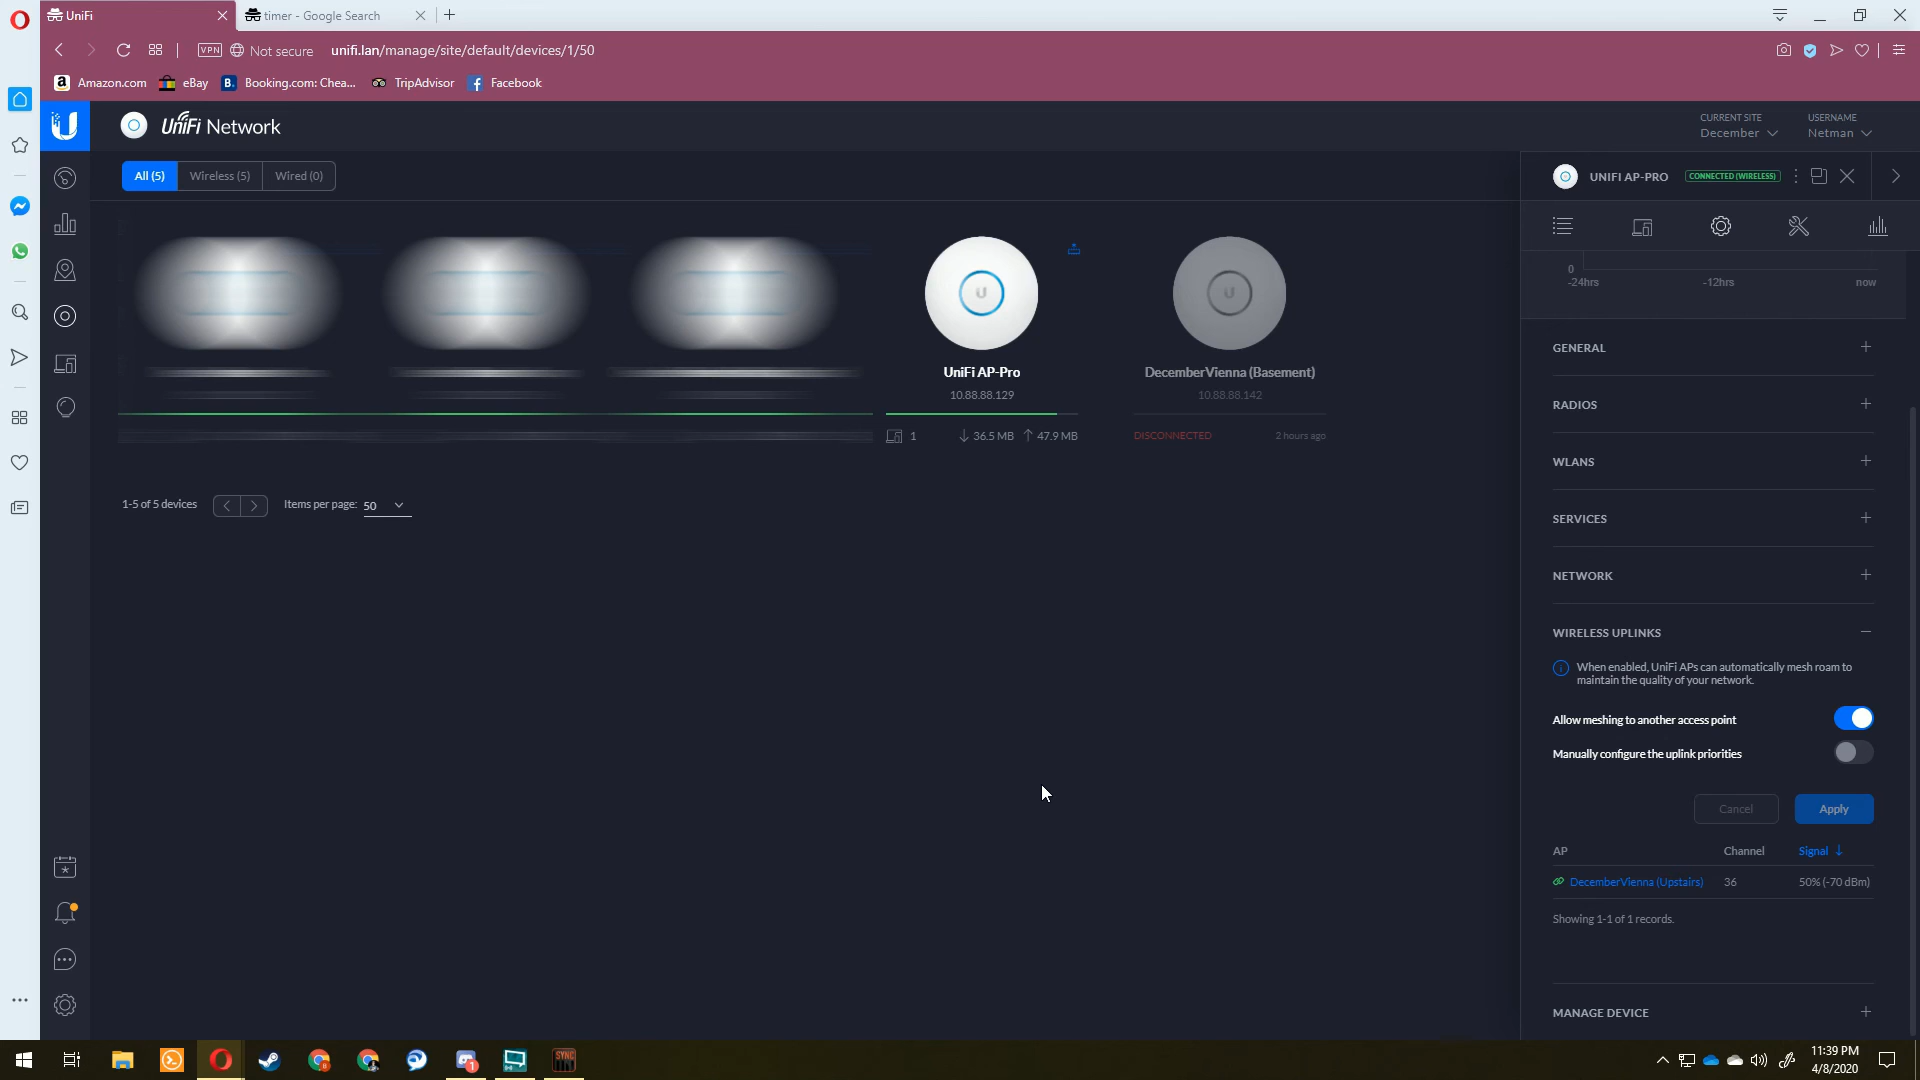 UniFi
timer - Google Search
VPN
Not secure
unifi.lan/manage/site/default/devices/1/50
Amazon.com
eBay
Booking.com: Chea...
TripAdvisor
Facebook
UniFi Network
CURRENT SITE
December
USERNAME
Netman
All (5)
Wireless (5)
Wired (0)
UniFi AP-Pro
10.88.88.129
1
36.5 MB
47.9 MB
DecemberVienna (Basement)
10.88.88.142
DISCONNECTED
2 hours ago
1-5 of 5 devices
Items per page: 50
UNIFI AP-PRO
CONNECTED (WIRELESS)
0
-24hrs
-12hrs
now
GENERAL
RADIOS
WLANS
SERVICES
NETWORK
WIRELESS UPLINKS
When enabled, UniFi APs can automatically mesh roam to
maintain the quality of your network.
Allow meshing to another access point
Manually configure the uplink priorities
Cancel
Apply
AP
Channel
Signal
DecemberVienna (Upstairs)
36
50% (-70 dBm)
Showing 1-1 of 1 records.
MANAGE DEVICE
11:39 PM
4/8/2020